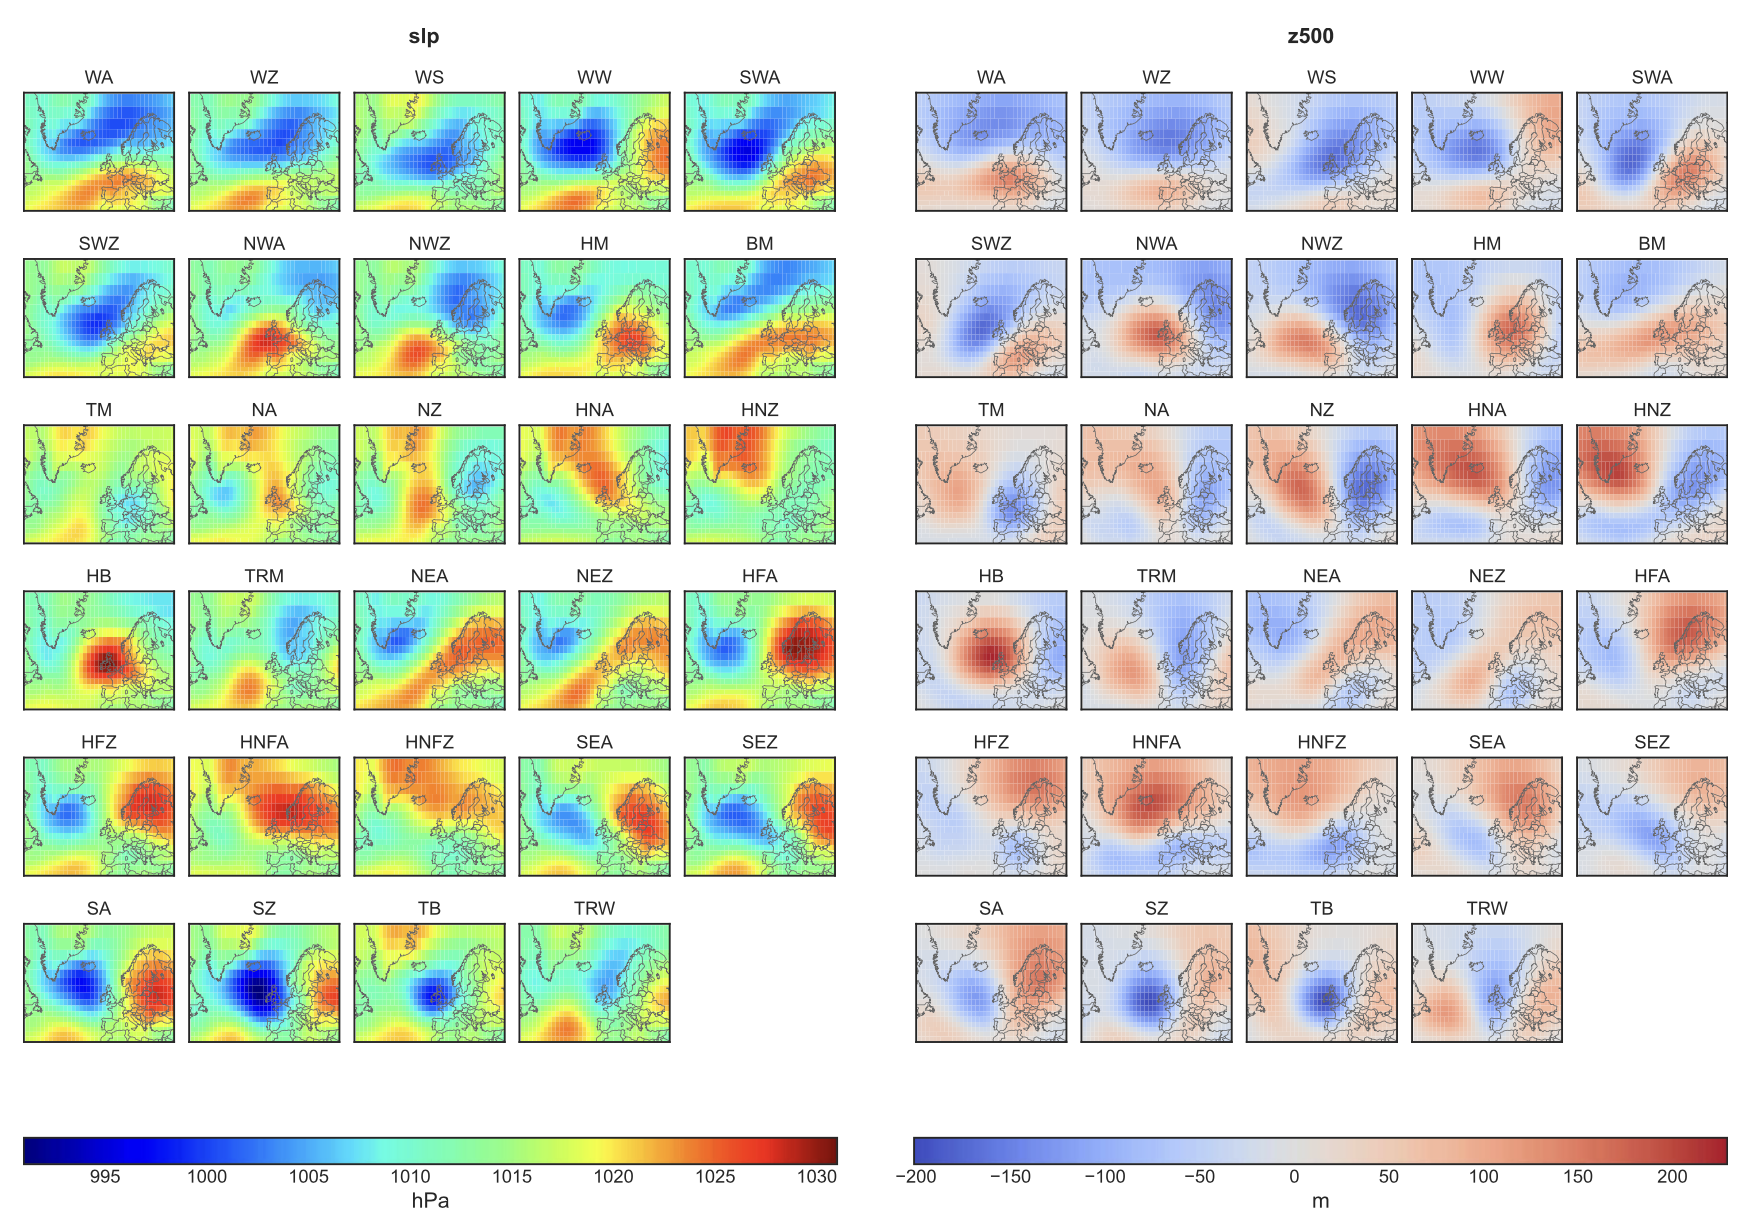 slp
WA WZ WS WW SWA
SWZ NWA NWZ HM BM
TM NA NZ HNA HNZ
HB TRM NEA NEZ HFA
HFZ HNFA HNFZ SEA SEZ
SA SZ TB TRW
995 1000 1005 1010 1015 1020 1025 1030
hPa
z500
WA WZ WS WW SWA
SWZ NWA NWZ HM BM
TM NA NZ HNA HNZ
HB TRM NEA NEZ HFA
HFZ HNFA HNFZ SEA SEZ
SA SZ TB TRW
−200 −150 −100 −50 0 50 100 150 200
m